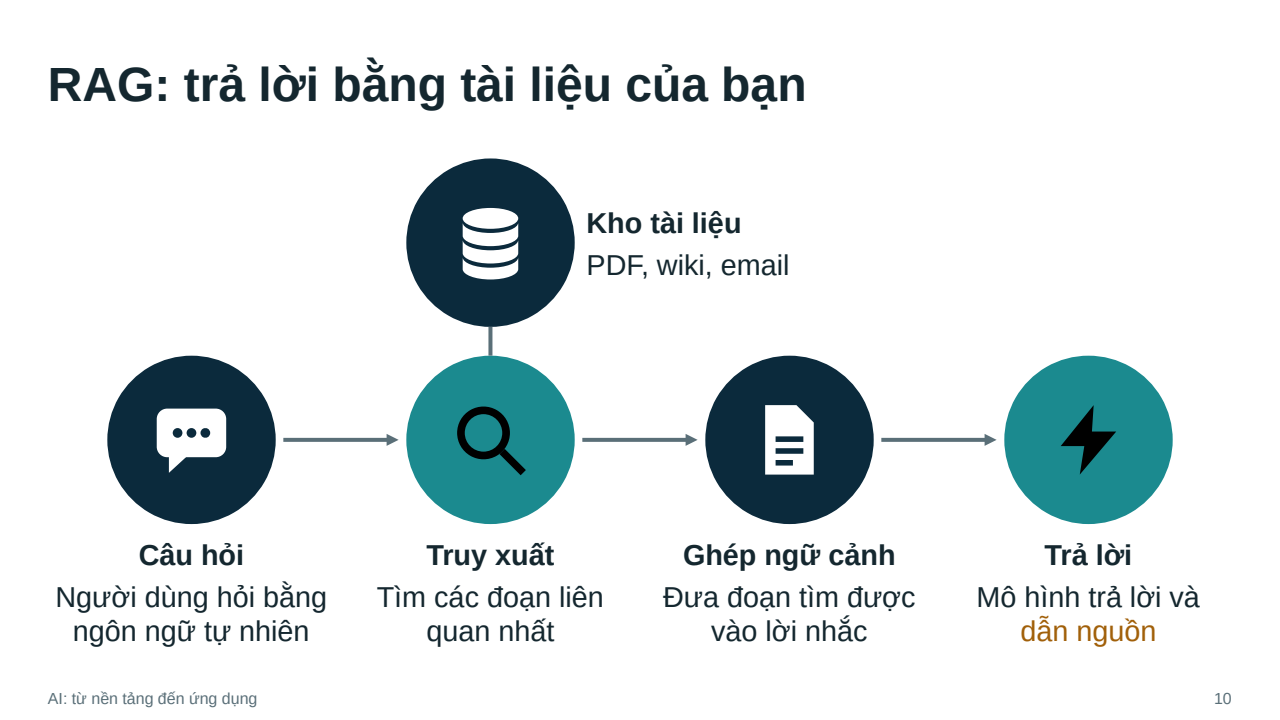 RAG: trả lời bằng tài liệu của bạn
Kho tài liệu
PDF, wiki, email
Câu hỏi
Người dùng hỏi bằng
ngôn ngữ tự nhiên
Truy xuất
Tìm các đoạn liên
quan nhất
Ghép ngữ cảnh
Đưa đoạn tìm được
vào lời nhắc
Trả lời
Mô hình trả lời và
dẫn nguồn
AI: từ nền tảng đến ứng dụng
10